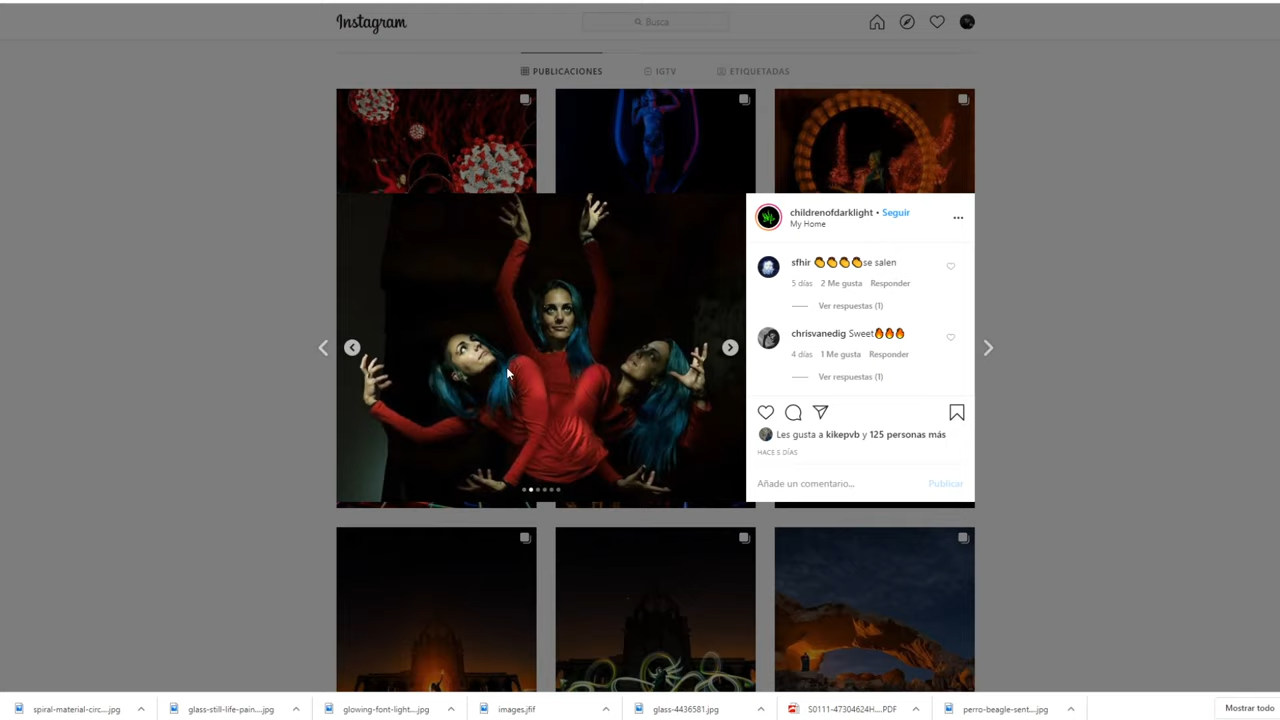 Instagram
Busca
PUBLICACIONES IGTV ETIQUETADAS
childrenofdarklight • Seguir
My Home
sfhir 👏👏👏👏se salen
5 días 2 Me gusta Responder
Ver respuestas (1)
chrisvanedig Sweet🔥🔥🔥
4 días 1 Me gusta Responder
Ver respuestas (1)
Les gusta a kikepvb y 125 personas más
HACE 5 DÍAS
Añade un comentario... Publicar
spiral-material-circ....jpg glass-still-life-pain....jpg glowing-font-light....jpg images.jfif glass-4436581.jpg S0111-47304624H....PDF perro-beagle-sent....jpg Mostrar todo